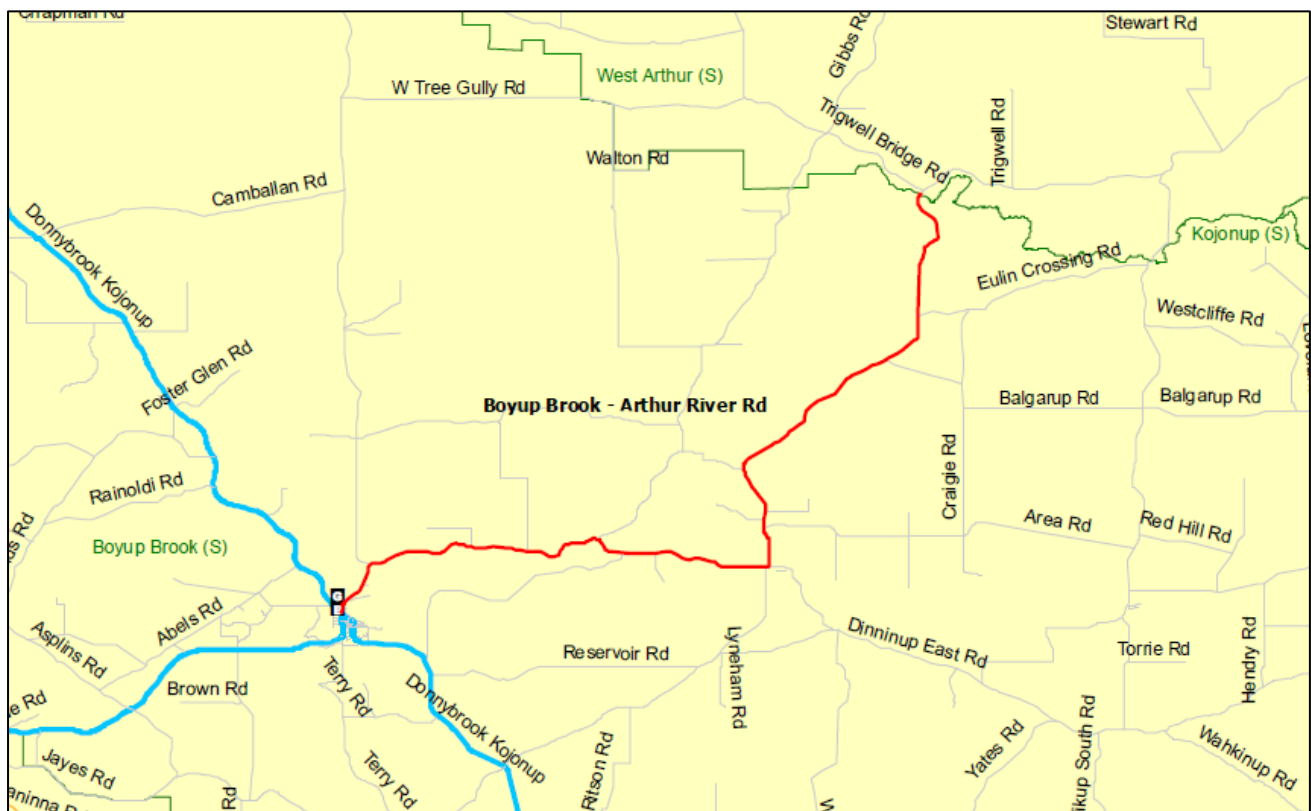 Chapman Rd
Stewart Rd
Gibbs Rd
West Arthur (S)
W Tree Gully Rd
Trigwell Bridge Rd
Trigwell Rd
Walton Rd
Camballan Rd
Donnybrook Kojonup
Kojonup (S)
Eulin Crossing Rd
Westcliffe Rd
Foster Glen Rd
Boyup Brook - Arthur River Rd
Balgarup Rd
Balgarup Rd
Craigie Rd
Rainoldi Rd
Area Rd
Red Hill Rd
Boyup Brook (S)
Abels Rd
Asplins Rd
Dinninup East Rd
Lyneham Rd
Reservoir Rd
Torrie Rd
Hendry Rd
Terry Rd
Brown Rd
Donnybrook Kojonup
Yates Rd
Wahkinup Rd
Ritson Rd
Jayes Rd
Terry Rd
Rd